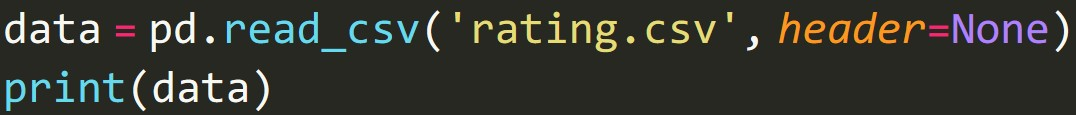 data = pd.read_csv('rating.csv', header=None)
print(data)